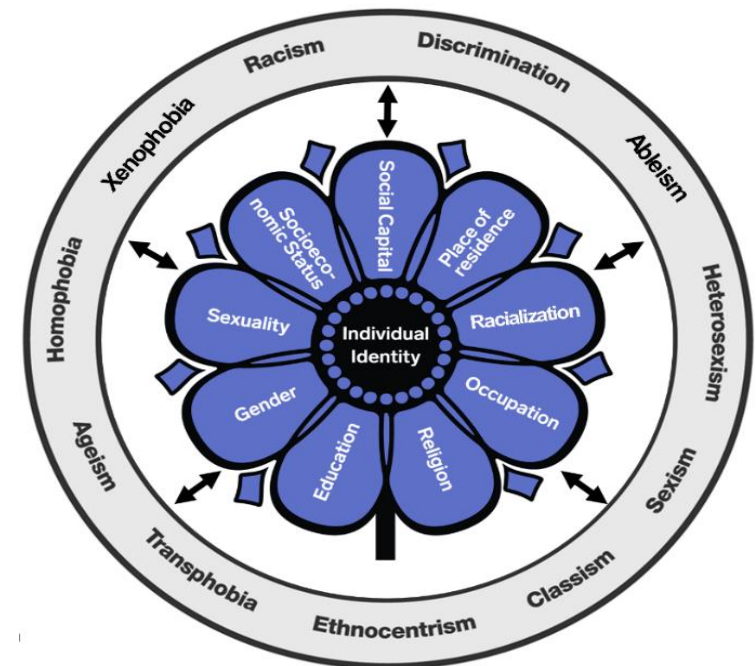 Racism
Discrimination
Ableism
Heterosexism
Sexism
Classism
Ethnocentrism
Transphobia
Ageism
Homophobia
Xenophobia
Social Capital
Place of
residence
Racialization
Occupation
Religion
Education
Gender
Sexuality
Socioeco-
nomic Status
Individual
Identity